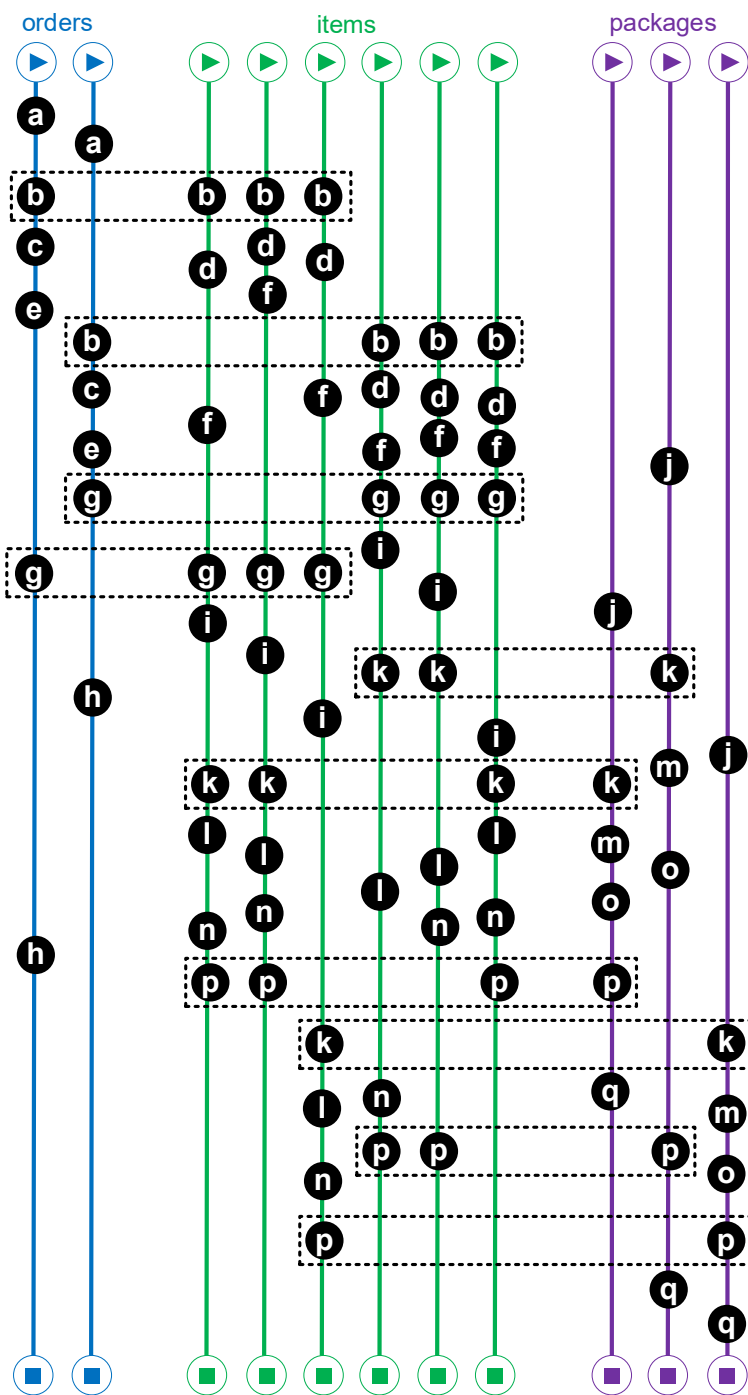 orders items packages
a
a
b b b b
c d
d
d
f
e
b b b b
c d
f d
d
f
f
e f f
j
g g g g
i
g g g g
i
j
i
i
k k k
h
i
i
j
m
k k k k
l l
m
l
l o
l
o
n n
n n
h
p p p p
k k
q
n
l m
p p p
o
n
p p
q
q